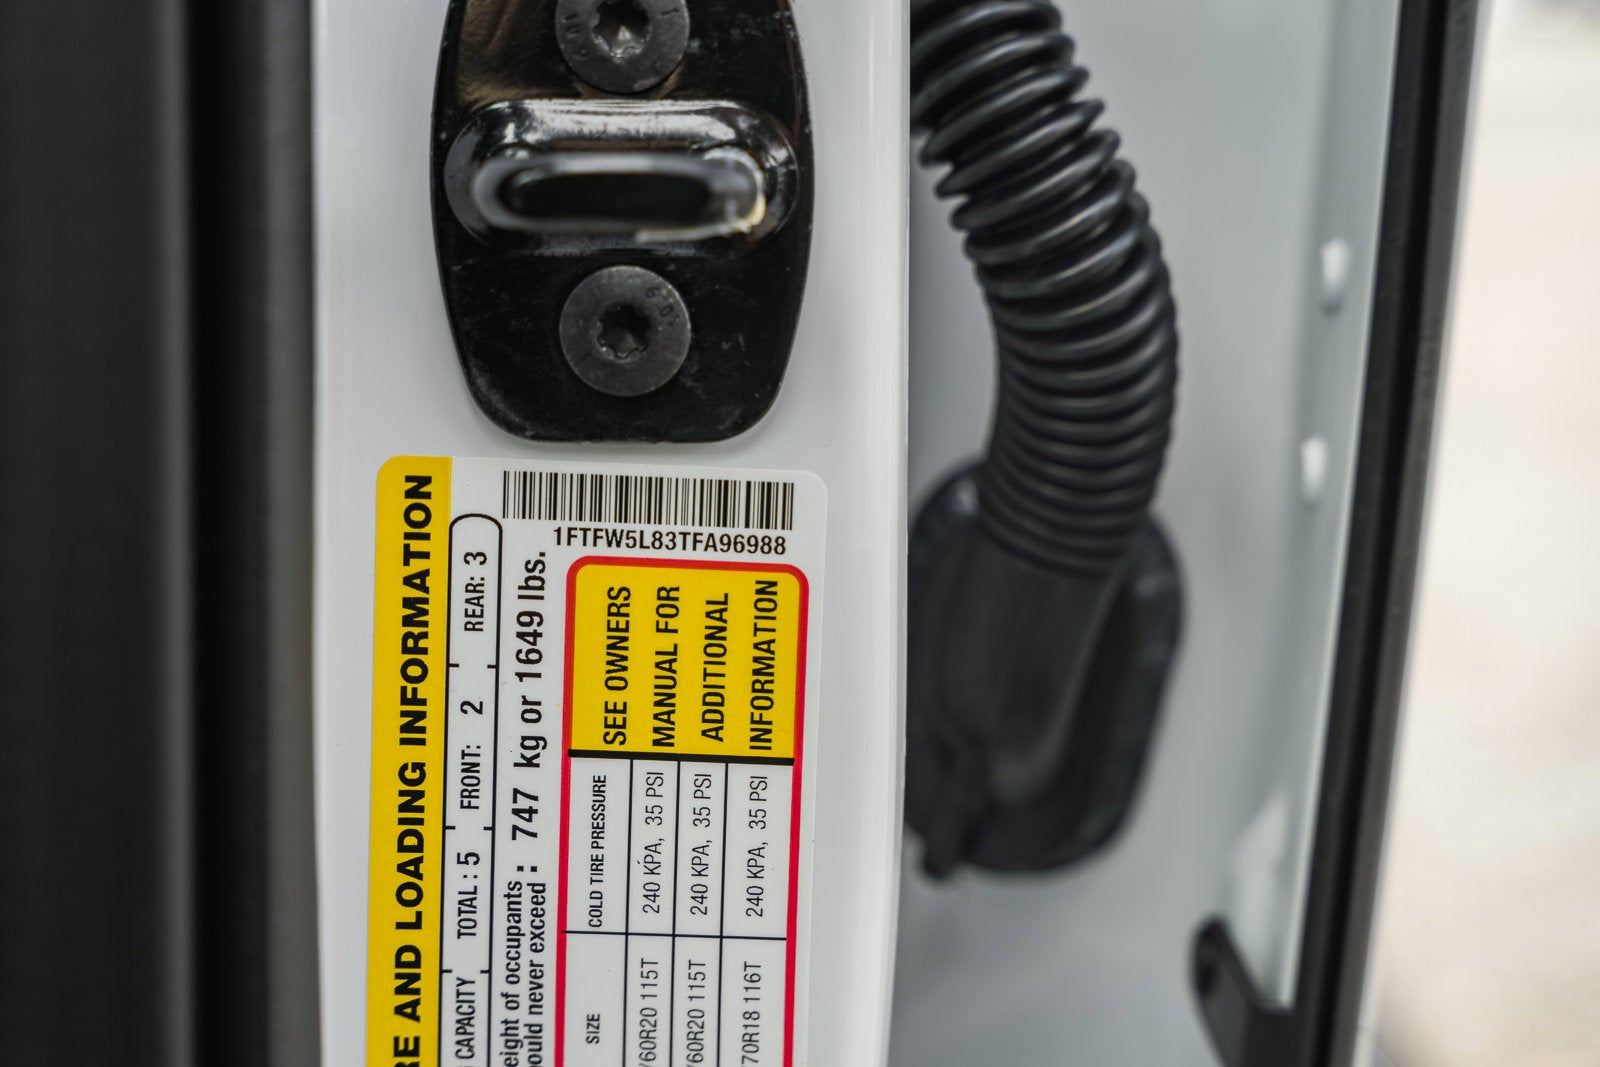 1FTFW5L83TFA96988
RE AND LOADING INFORMATION
CAPACITY TOTAL : 5 FRONT: 2 REAR: 3
eight of occupants :
ould never exceed : 747 kg or 1649 lbs.
SIZE COLD TIRE PRESSURE
/60R20 115T 240 KPA, 35 PSI
/60R20 115T 240 KPA, 35 PSI
70R18 116T 240 KPA, 35 PSI
SEE OWNERS
MANUAL FOR
ADDITIONAL
INFORMATION